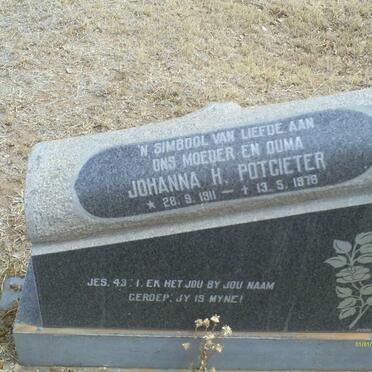 'N SIMBOOL VAN LIEFDE AAN
ONS MOEDER EN OUMA
JOHANNA H. POTGIETER
* 28.9.1911 - † 13.5.1978
JES. 43:1. EK HET JOU BY JOU NAAM
GEROEP: JY IS MYNE!